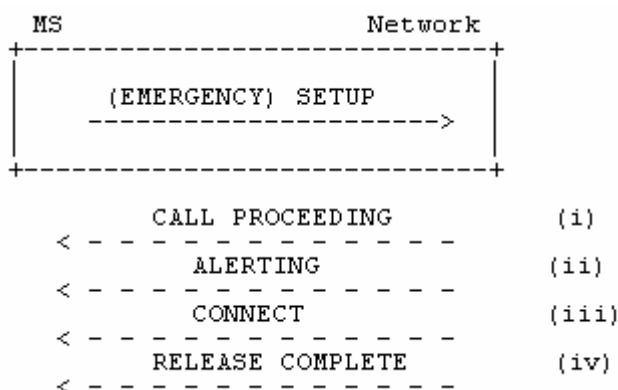 MS Network
(EMERGENCY) SETUP
CALL PROCEEDING (i)
ALERTING (ii)
CONNECT (iii)
RELEASE COMPLETE (iv)